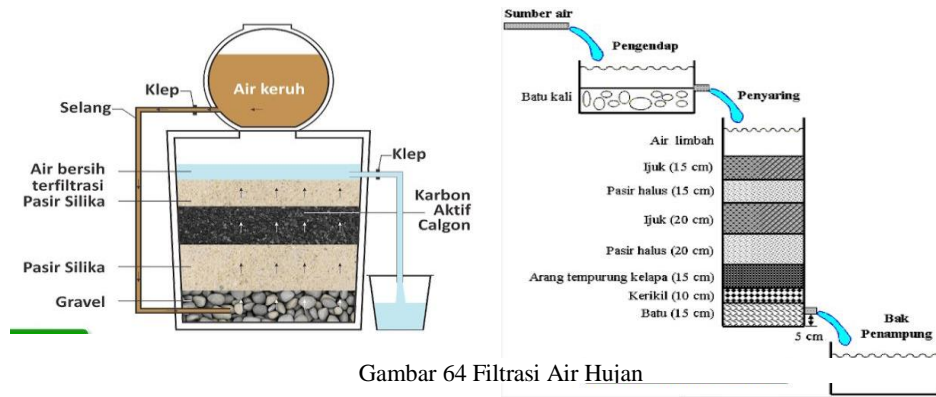 Air keruh
Klep
Selang
Klep
Air bersih
terfiltrasi
Pasir Silika
Karbon
Aktif
Calgon
Pasir Silika
Gravel
Sumber air
Pengendap
Batu kali
Penyaring
Air limbah
Ijuk (15 cm)
Pasir halus (15 cm)
Ijuk (20 cm)
Pasir halus (20 cm)
Arang tempurung kelapa (15 cm)
Kerikil (10 cm)
Batu (15 cm)
5 cm
Bak
Penampung
Gambar 64 Filtrasi Air Hujan